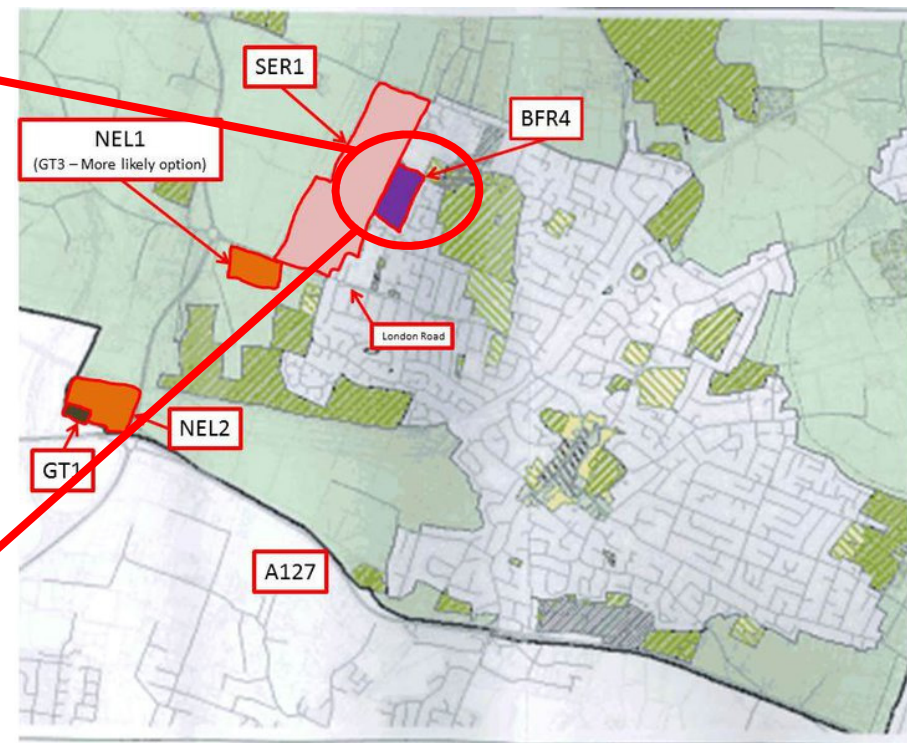 SER1
BFR4
NEL1
(GT3 – More likely option)
London Road
NEL2
GT1
A127